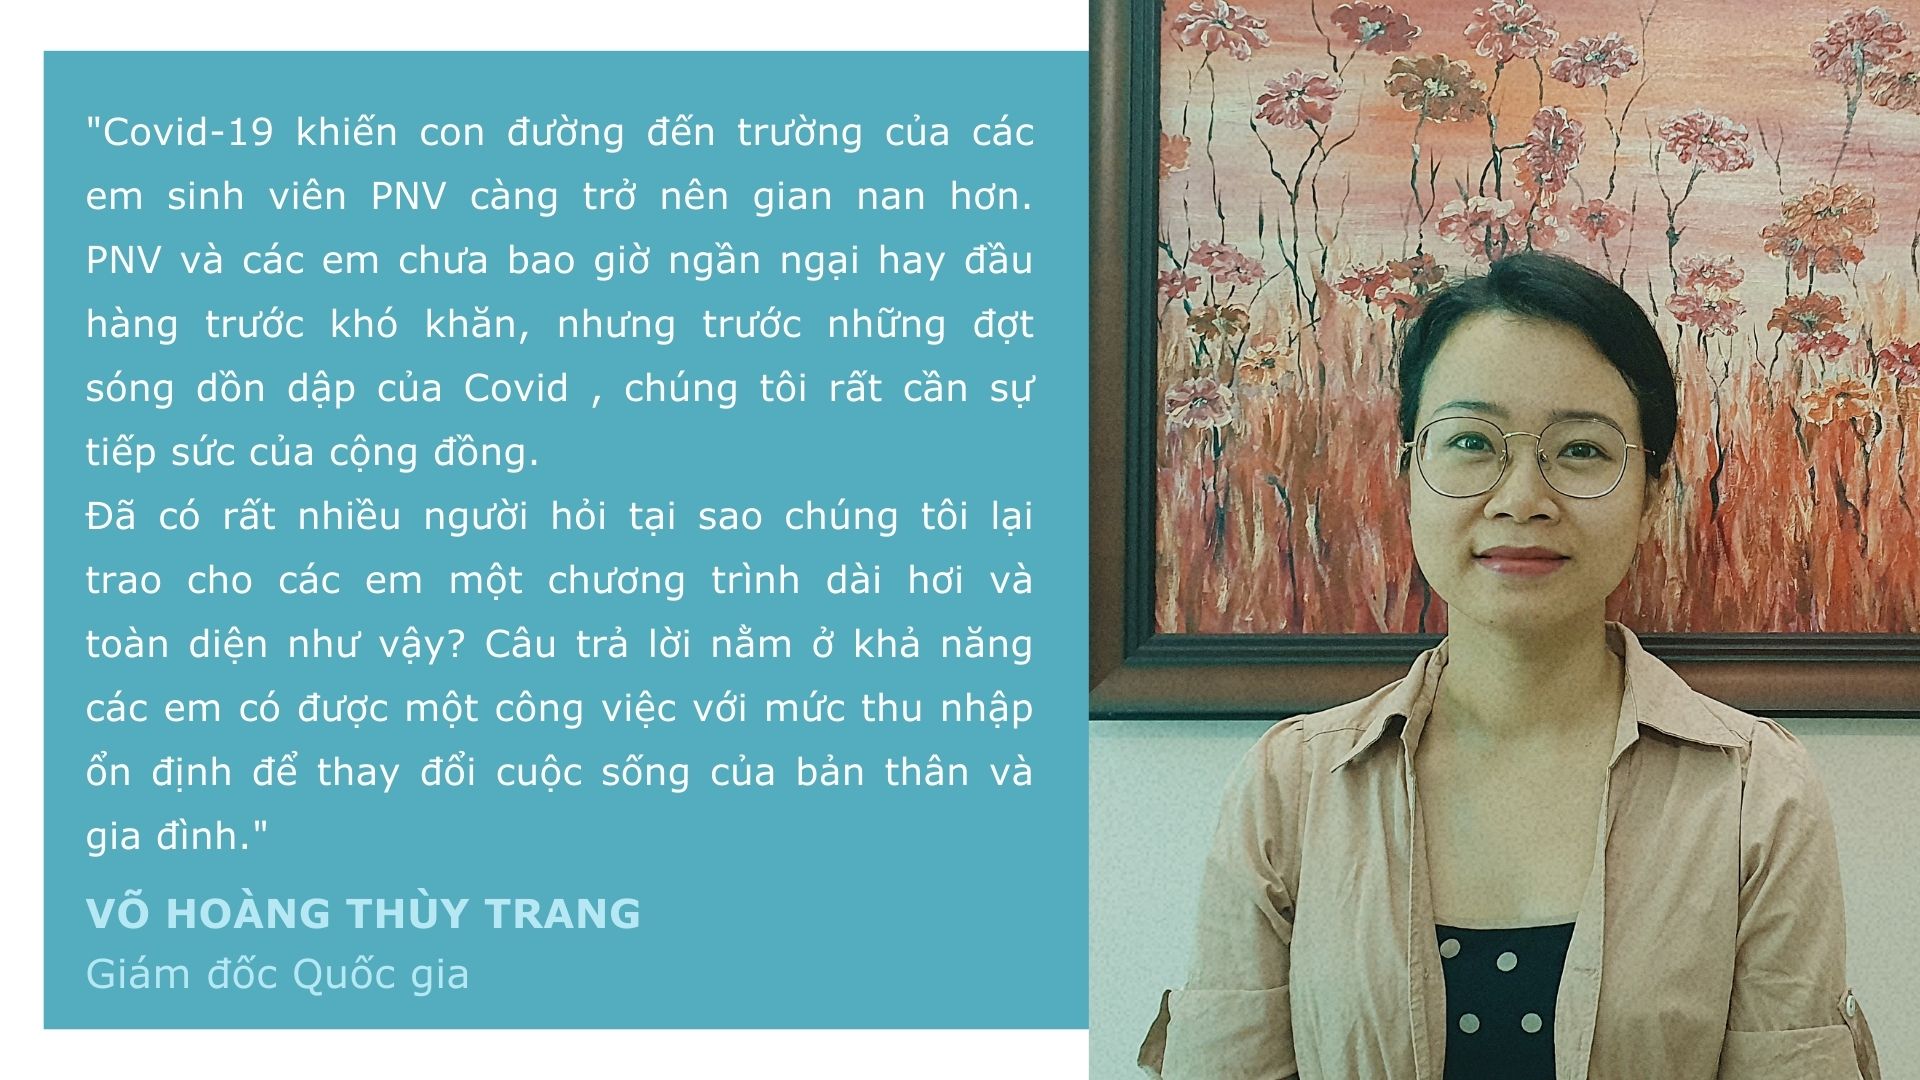 "Covid-19 khiến con đường đến trường của các
em sinh viên PNV càng trở nên gian nan hơn.
PNV và các em chưa bao giờ ngần ngại hay đầu
hàng trước khó khăn, nhưng trước những đợt
sóng dồn dập của Covid , chúng tôi rất cần sự
tiếp sức của cộng đồng.
Đã có rất nhiều người hỏi tại sao chúng tôi lại
trao cho các em một chương trình dài hơi và
toàn diện như vậy? Câu trả lời nằm ở khả năng
các em có được một công việc với mức thu nhập
ổn định để thay đổi cuộc sống của bản thân và
gia đình."
VÕ HOÀNG THÙY TRANG
Giám đốc Quốc gia